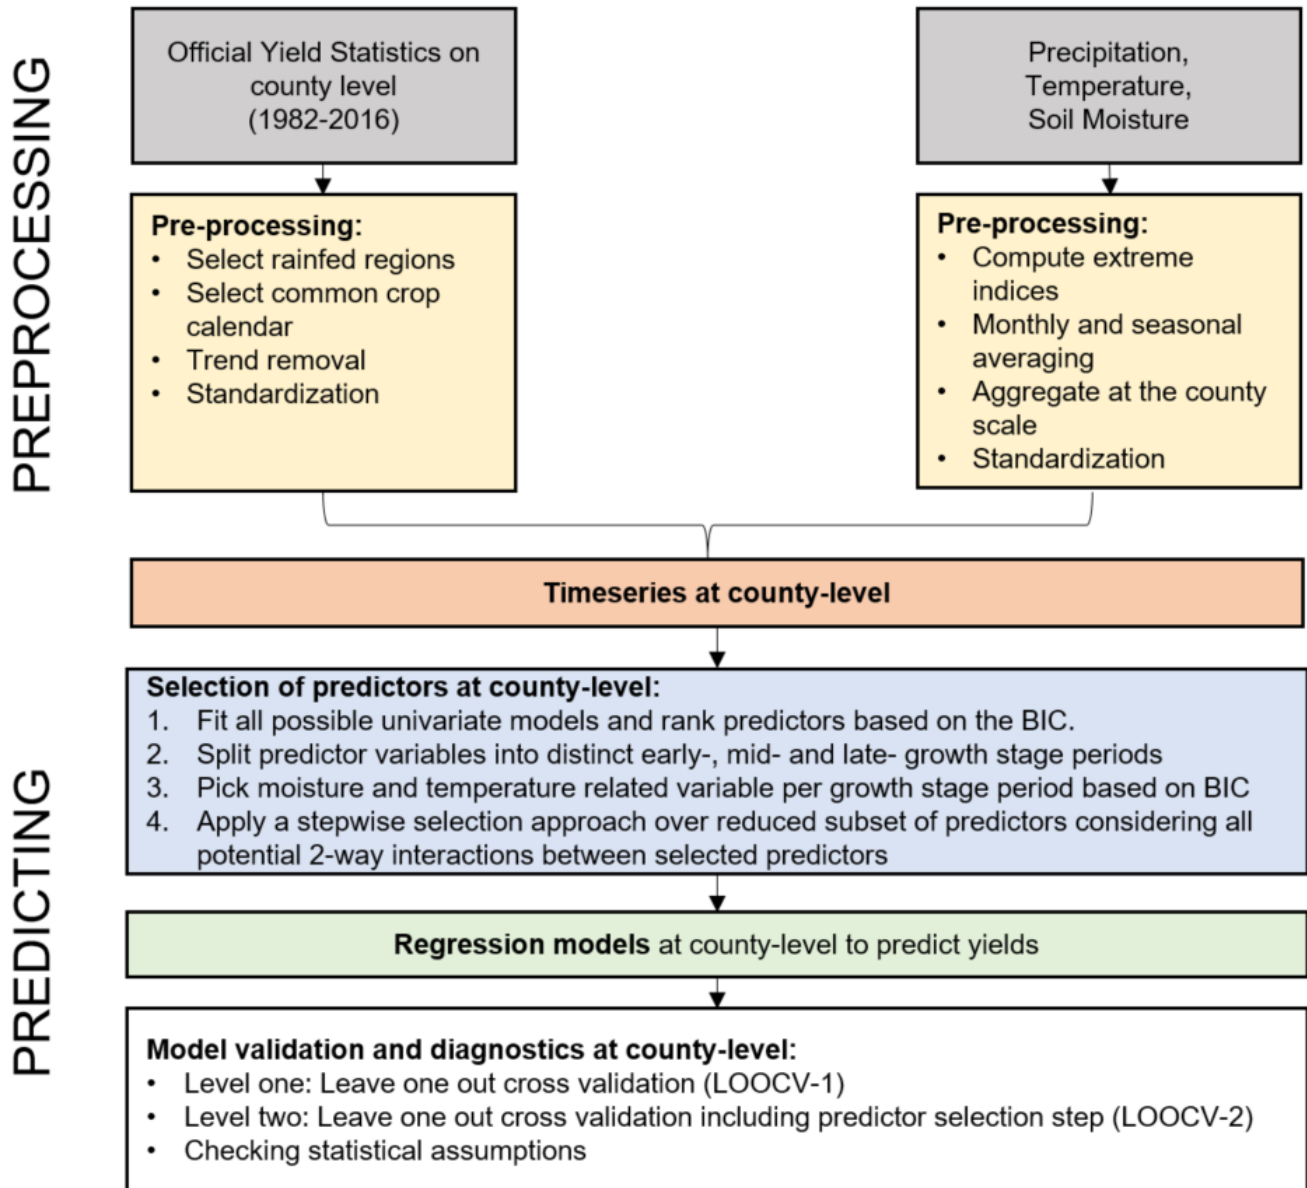 PREPROCESSING
Official Yield Statistics on
county level
(1982-2016)
Precipitation,
Temperature,
Soil Moisture
Pre-processing:
• Select rainfed regions
• Select common crop
calendar
• Trend removal
• Standardization
Pre-processing:
• Compute extreme
indices
• Monthly and seasonal
averaging
• Aggregate at the county
scale
• Standardization
Timeseries at county-level
PREDICTING
Selection of predictors at county-level:
1. Fit all possible univariate models and rank predictors based on the BIC.
2. Split predictor variables into distinct early-, mid- and late- growth stage periods
3. Pick moisture and temperature related variable per growth stage period based on BIC
4. Apply a stepwise selection approach over reduced subset of predictors considering all
potential 2-way interactions between selected predictors
Regression models at county-level to predict yields
Model validation and diagnostics at county-level:
• Level one: Leave one out cross validation (LOOCV-1)
• Level two: Leave one out cross validation including predictor selection step (LOOCV-2)
• Checking statistical assumptions